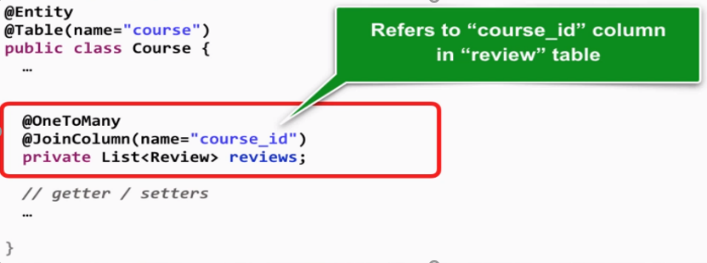 @Entity
@Table(name="course")
public class Course {
…
Refers to “course_id” column
in “review” table
@OneToMany
@JoinColumn(name="course_id")
private List<Review> reviews;
// getter / setters
…
}